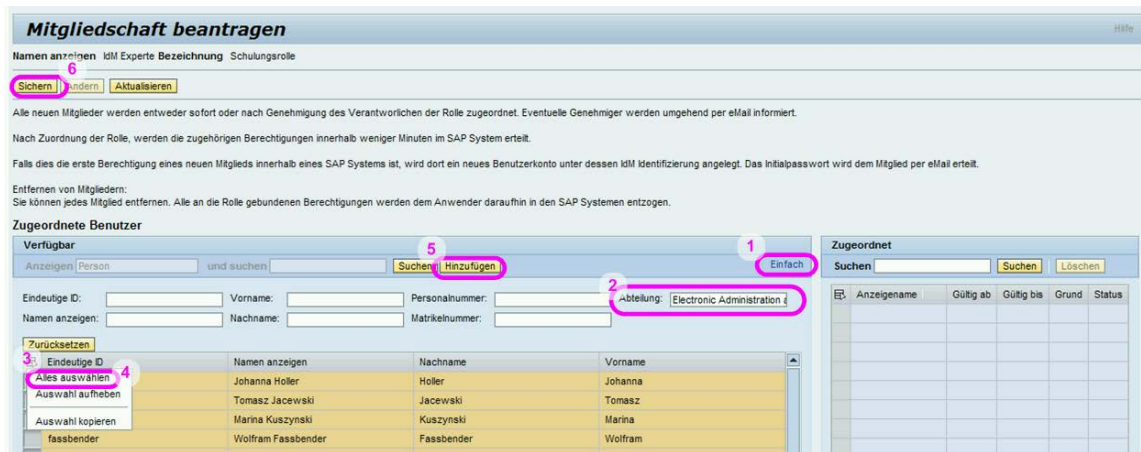 Mitgliedschaft beantragen
Hilfe
Namen anzeigen IdM Experte Bezeichnung Schulungsrolle
6
Sichern Ändern Aktualisieren
Alle neuen Mitglieder werden entweder sofort oder nach Genehmigung des Verantworlichen der Rolle zugeordnet. Eventuelle Genehmiger werden umgehend per eMail informiert.
Nach Zuordnung der Rolle, werden die zugehörigen Berechtigungen innerhalb weniger Minuten im SAP System erteilt.
Falls dies die erste Berechtigung eines neuen Mitglieds innerhalb eines SAP Systems ist, wird dort ein neues Benutzerkonto unter dessen IdM Identifizierung angelegt. Das Initialpasswort wird dem Mitglied per eMail erteilt.
Entfernen von Mitgliedern:
Sie können jedes Mitglied entfernen. Alle an die Rolle gebundenen Berechtigungen werden dem Anwender daraufhin in den SAP Systemen entzogen.
Zugeordnete Benutzer
Verfügbar 5 1
Anzeigen Person und suchen Suchen Hinzufügen Einfach
2
Eindeutige ID: Vorname: Personalnummer: Abteilung: Electronic Administration a
Namen anzeigen: Nachname: Matrikelnummer:
Zurücksetzen
3 Eindeutige ID Namen anzeigen Nachname Vorname
Alles auswählen 4 Johanna Holler Holler Johanna
Auswahl aufheben Tomasz Jacewski Jacewski Tomasz
Auswahl kopieren Marina Kuszynski Kuszynski Marina
fassbender Wolfram Fassbender Fassbender Wolfram
Zugeordnet
Suchen Suchen Löschen
Anzeigename Gültig ab Gültig bis Grund Status